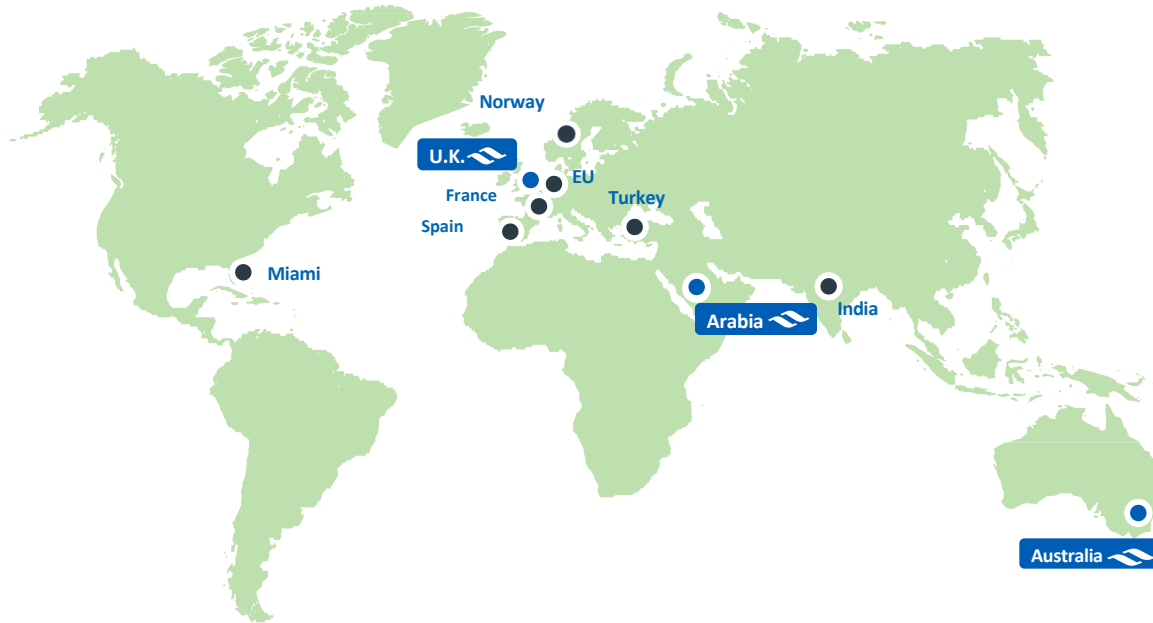 Norway
U.K.
EU
France
Turkey
Spain
Miami
India
Arabia
Australia